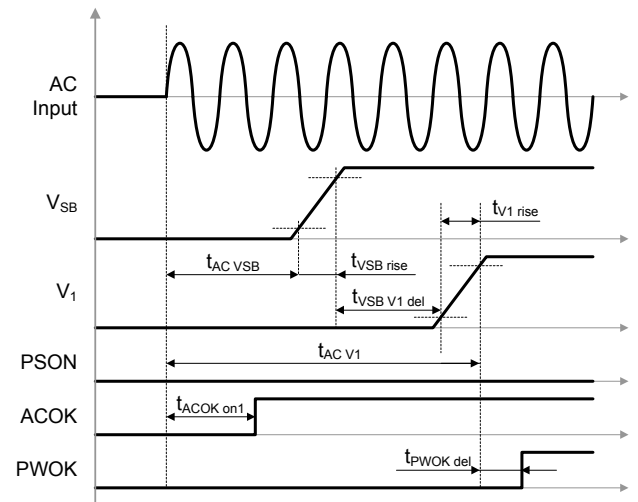 AC
Input
VSB
tV1 rise
tAC VSB
tVSB rise
V1
tVSB V1 del
tAC V1
PSON
tACOK on1
ACOK
tPWOK del
PWOK